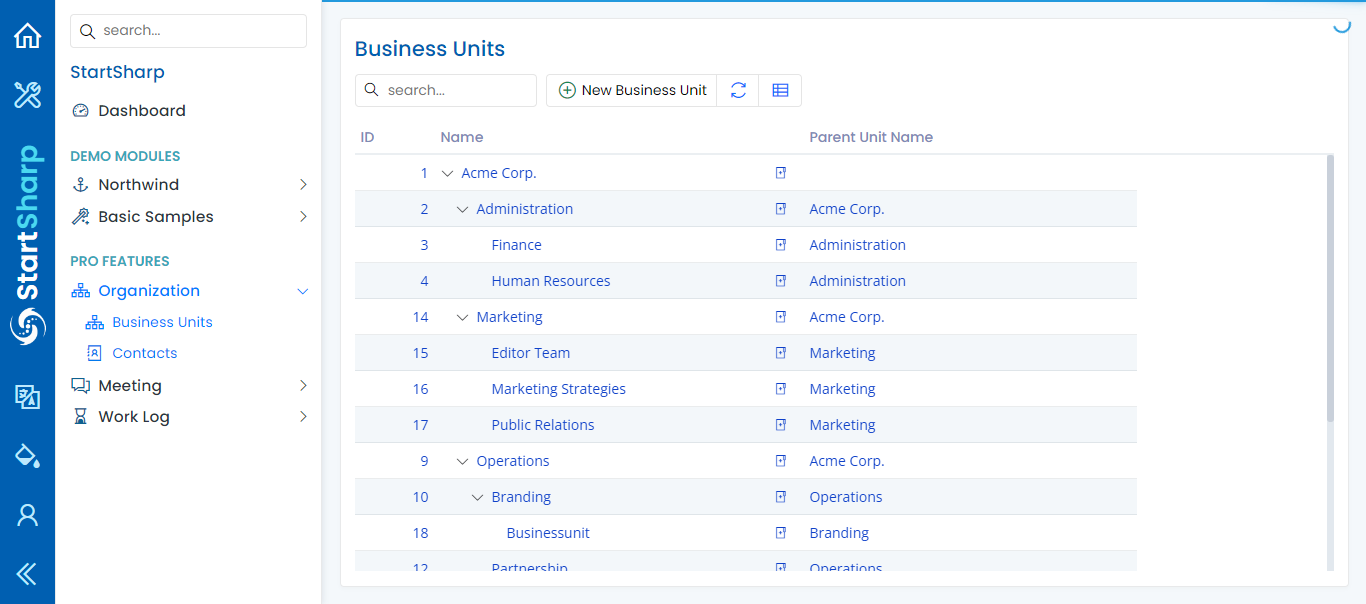 search...
StartSharp
Dashboard
DEMO MODULES
Northwind
Basic Samples
PRO FEATURES
Organization
Business Units
Contacts
Meeting
Work Log
StartSharp
Business Units
search...
New Business Unit
ID Name Parent Unit Name
1 Acme Corp.
2 Administration Acme Corp.
3 Finance Administration
4 Human Resources Administration
14 Marketing Acme Corp.
15 Editor Team Marketing
16 Marketing Strategies Marketing
17 Public Relations Marketing
9 Operations Acme Corp.
10 Branding Operations
18 Businessunit Branding
12 Partnership Operations